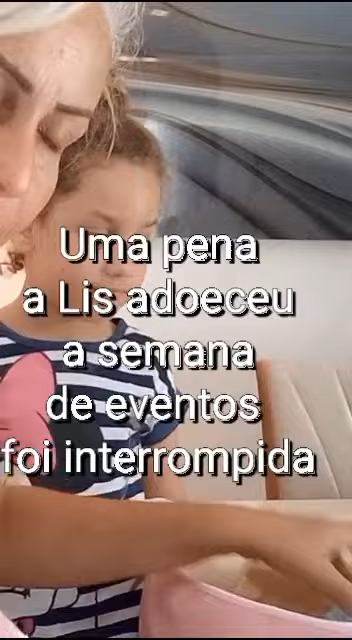 Uma pena
a Lis adoeceu
a semana
de eventos
foi interrompida